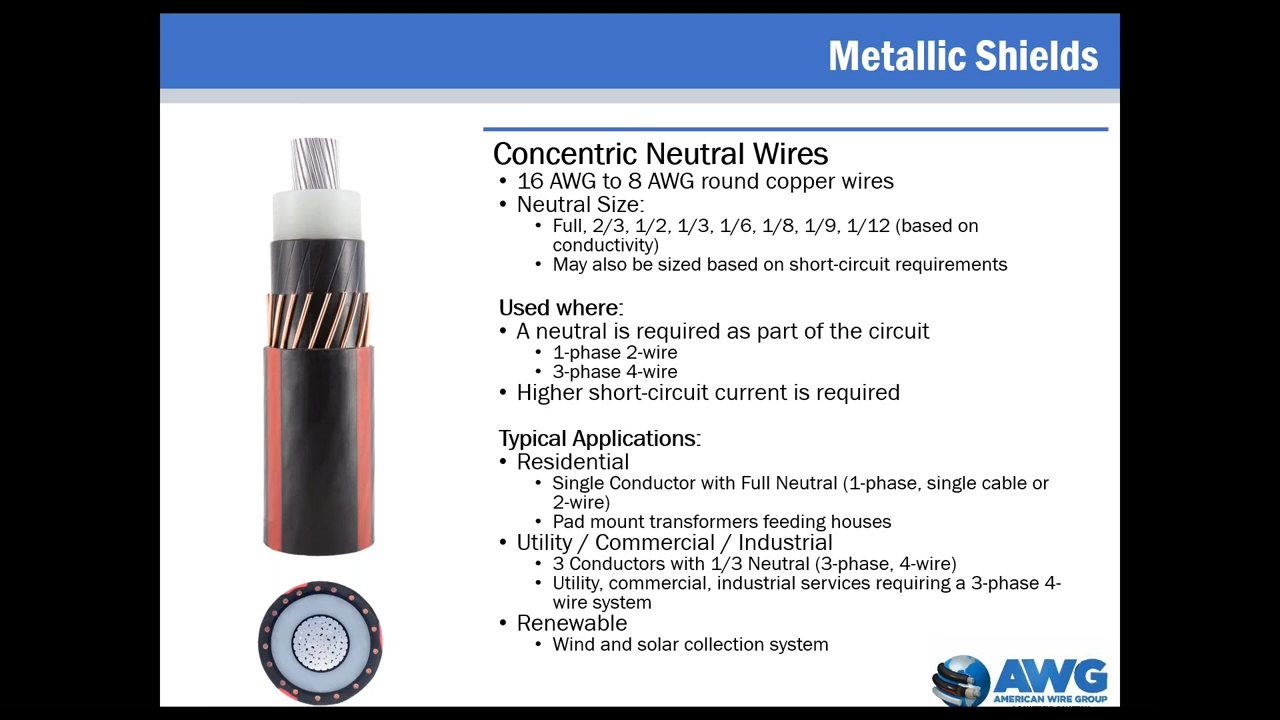 Metallic Shields
Concentric Neutral Wires
• 16 AWG to 8 AWG round copper wires
• Neutral Size:
• Full, 2/3, 1/2, 1/3, 1/6, 1/8, 1/9, 1/12 (based on
conductivity)
• May also be sized based on short-circuit requirements
Used where:
• A neutral is required as part of the circuit
• 1-phase 2-wire
• 3-phase 4-wire
• Higher short-circuit current is required
Typical Applications:
• Residential
• Single Conductor with Full Neutral (1-phase, single cable or
2-wire)
• Pad mount transformers feeding houses
• Utility / Commercial / Industrial
• 3 Conductors with 1/3 Neutral (3-phase, 4-wire)
• Utility, commercial, industrial services requiring a 3-phase 4-
wire system
• Renewable
• Wind and solar collection system
AWG
AMERICAN WIRE GROUP